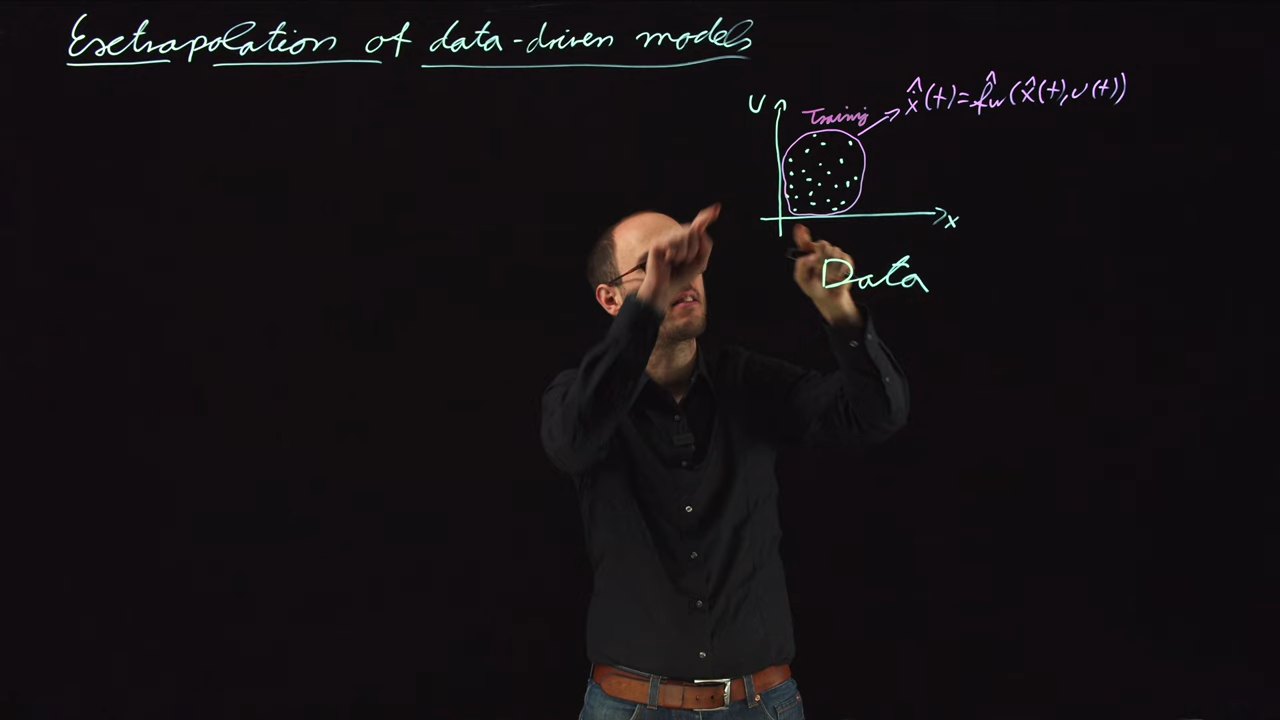 Extrapolation of data-driven models
U
Training
ẋ̂(t)=f̂w(x̂(t),u(t))
x
Data